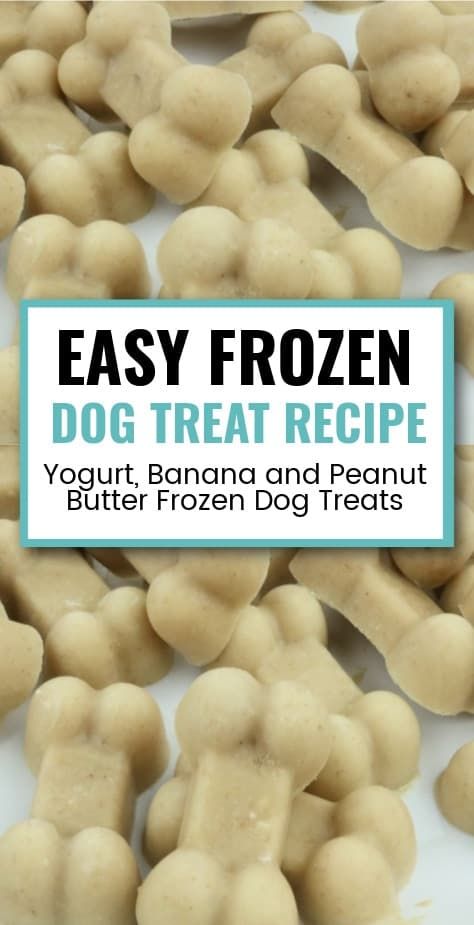 EASY FROZEN
DOG TREAT RECIPE
Yogurt, Banana and Peanut
Butter Frozen Dog Treats